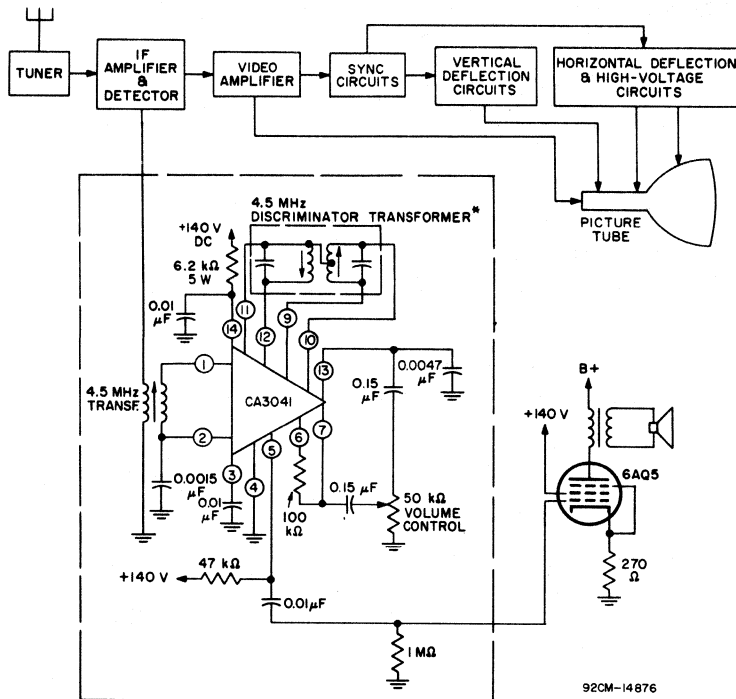 TUNER
IF
AMPLIFIER
&
DETECTOR
VIDEO
AMPLIFIER
SYNC
CIRCUITS
VERTICAL
DEFLECTION
CIRCUITS
HORIZONTAL DEFLECTION
& HIGH-VOLTAGE
CIRCUITS
PICTURE
TUBE
4.5 MHz
DISCRIMINATOR TRANSFORMER*
+140 V
DC
6.2 kΩ
5 W
0.01
μF
14
11
12
9
10
13
1
4.5 MHz
TRANSF.
2
CA3041
0.15
μF
0.0047
μF
3
4
5
6
7
0.0015
μF
0.01
μF
100
kΩ
0.15 μF
50 kΩ
VOLUME
CONTROL
47 kΩ
+140 V
0.01μF
1 MΩ
B+
+140 V
6AQ5
270
Ω
92CM-14876